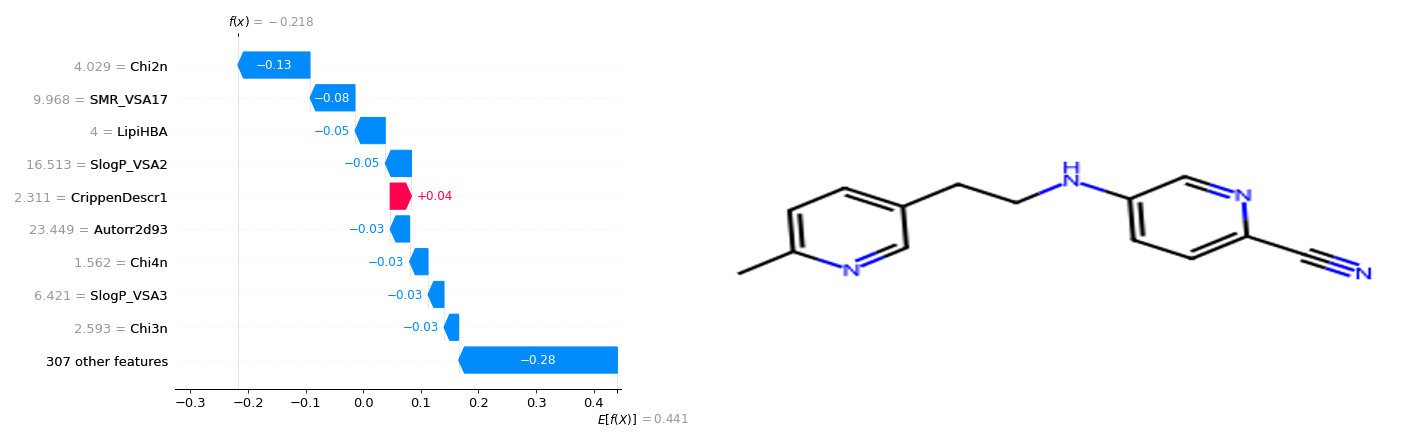 f(x) = −0.218
4.029 = Chi2n
−0.13
9.968 = SMR_VSA17
−0.08
4 = LipiHBA
−0.05
16.513 = SlogP_VSA2
−0.05
2.311 = CrippenDescr1
+0.04
23.449 = Autorr2d93
−0.03
1.562 = Chi4n
−0.03
6.421 = SlogP_VSA3
−0.03
2.593 = Chi3n
−0.03
307 other features
−0.28
−0.3 −0.2 −0.1 0.0 0.1 0.2 0.3 0.4
E[f(X)] = 0.441
H
N
N
N
N